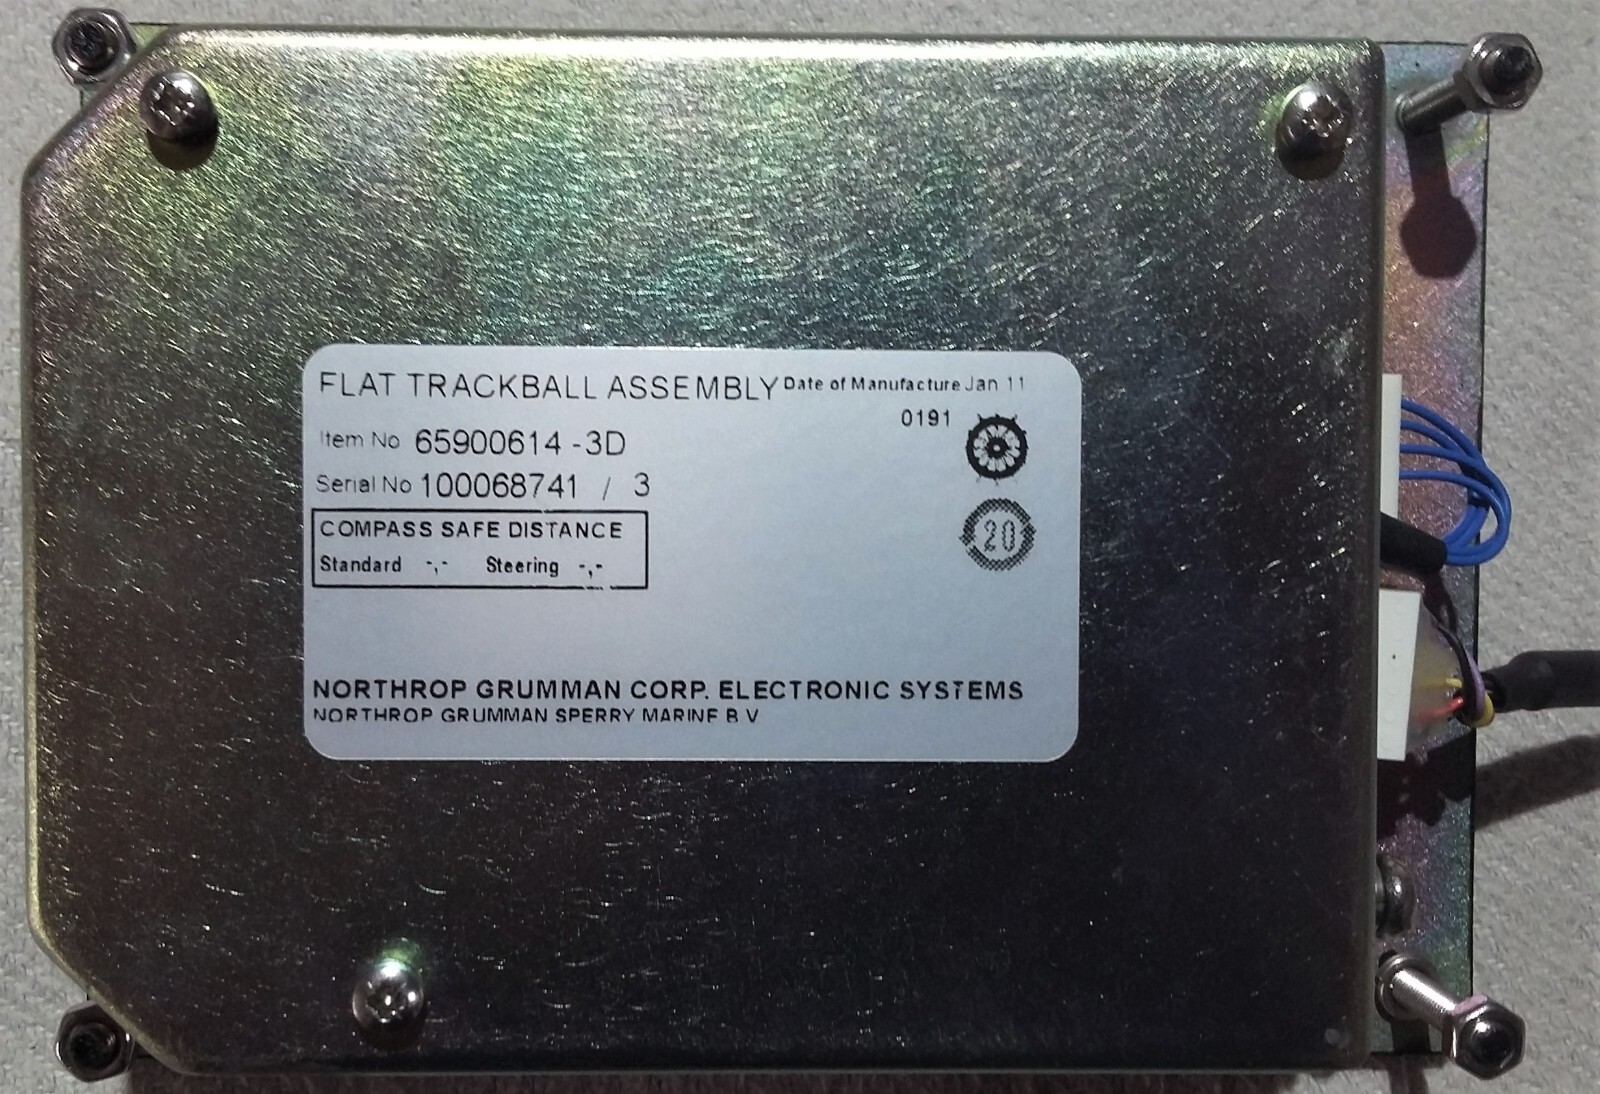 FLAT TRACKBALL ASSEMBLY Date of Manufacture Jan 11
0191
Item No 65900614 -3D
Serial No 100068741 / 3
COMPASS SAFE DISTANCE
Standard -,- Steering -,-
20
NORTHROP GRUMMAN CORP. ELECTRONIC SYSTEMS
NORTHROP GRUMMAN SPERRY MARINE B V